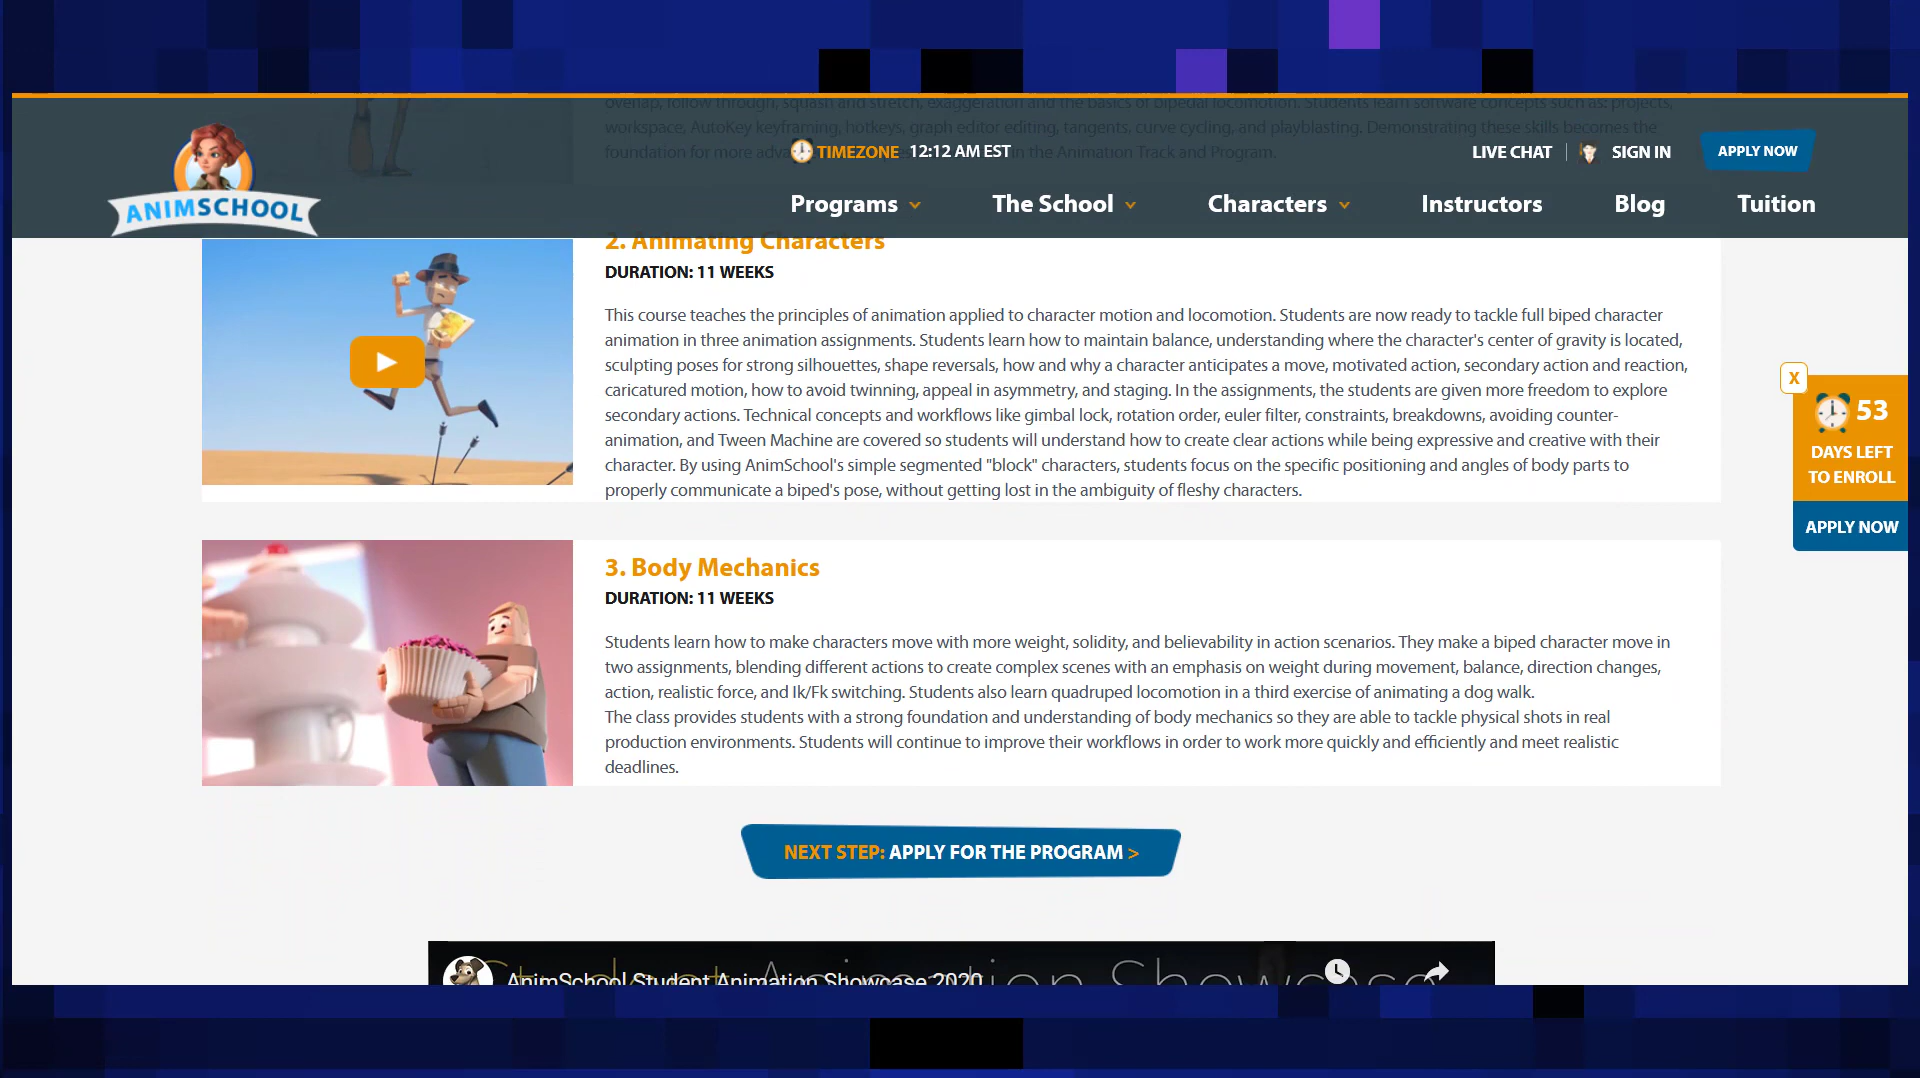 overlap, follow through, squash and stretch, exaggeration and the basics of bipedal locomotion. Students learn software concepts such as: projects,
workspace, AutoKey keyframing, hotkeys, graph editor editing, tangents, curve cycling, and playblasting. Demonstrating these skills becomes the
foundation for more in the Animation Track and Program.
TIMEZONE 12:12 AM EST
LIVE CHAT
SIGN IN
APPLY NOW
ANIMSCHOOL
Programs
The School
Characters
Instructors
Blog
Tuition
2. Animating Characters
DURATION: 11 WEEKS
This course teaches the principles of animation applied to character motion and locomotion. Students are now ready to tackle full biped character
animation in three animation assignments. Students learn how to maintain balance, understanding where the character's center of gravity is located,
sculpting poses for strong silhouettes, shape reversals, how and why a character anticipates a move, motivated action, secondary action and reaction,
caricatured motion, how to avoid twinning, appeal in asymmetry, and staging. In the assignments, the students are given more freedom to explore
secondary actions. Technical concepts and workflows like gimbal lock, rotation order, euler filter, constraints, breakdowns, avoiding counter-
animation, and Tween Machine are covered so students will understand how to create clear actions while being expressive and creative with their
character. By using AnimSchool's simple segmented "block" characters, students focus on the specific positioning and angles of body parts to
properly communicate a biped's pose, without getting lost in the ambiguity of fleshy characters.
X
53
DAYS LEFT
TO ENROLL
APPLY NOW
3. Body Mechanics
DURATION: 11 WEEKS
Students learn how to make characters move with more weight, solidity, and believability in action scenarios. They make a biped character move in
two assignments, blending different actions to create complex scenes with an emphasis on weight during movement, balance, direction changes,
action, realistic force, and Ik/Fk switching. Students also learn quadruped locomotion in a third exercise of animating a dog walk.
The class provides students with a strong foundation and understanding of body mechanics so they are able to tackle physical shots in real
production environments. Students will continue to improve their workflows in order to work more quickly and efficiently and meet realistic
deadlines.
NEXT STEP: APPLY FOR THE PROGRAM >
AnimSchool Student Animation Showcase 2020
Student Animation Showcase